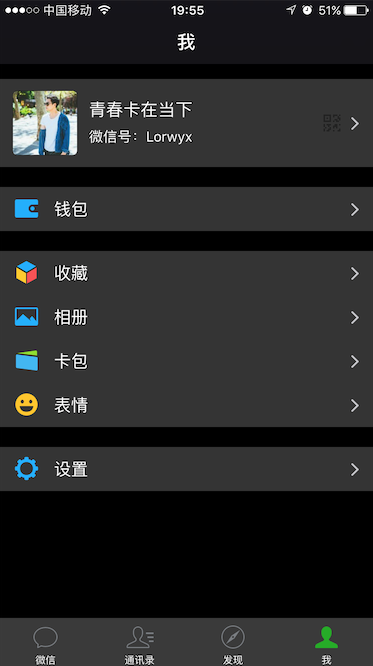 中国移动 19:55 51%
我
青春卡在当下
微信号：Lorwyx
钱包
收藏
相册
卡包
表情
设置
微信 通讯录 发现 我